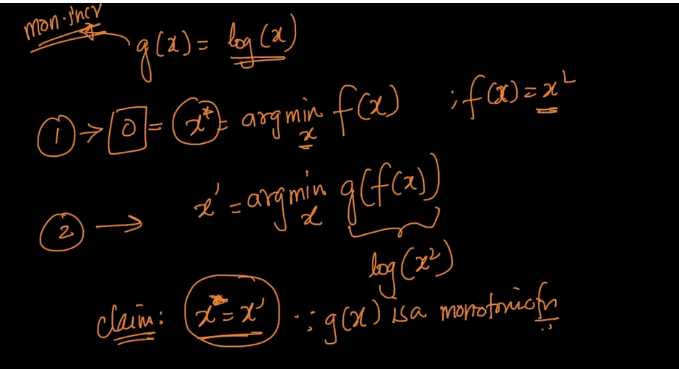 mon. incr
g(x) = log(x)
① → 0 = x* = argmin x f(x) ; f(x) = x²
② → x' = argmin x g(f(x))
log(x²)
claim: x* = x' ∵ g(x) is a monotonic fn